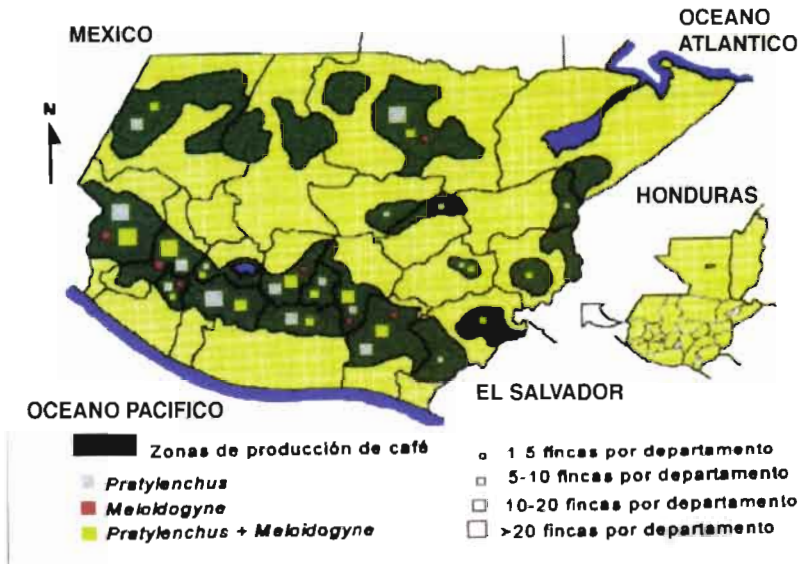 MEXICO
OCEANO
ATLANTICO
N
HONDURAS
EL SALVADOR
OCEANO PACIFICO
Zonas de producción de café
Pratylenchus
Meloidogyne
Pratylenchus + Meloidogyne
1 5 fincas por departamento
5-10 fincas por departamento
10-20 fincas por departamento
>20 fincas por departamento